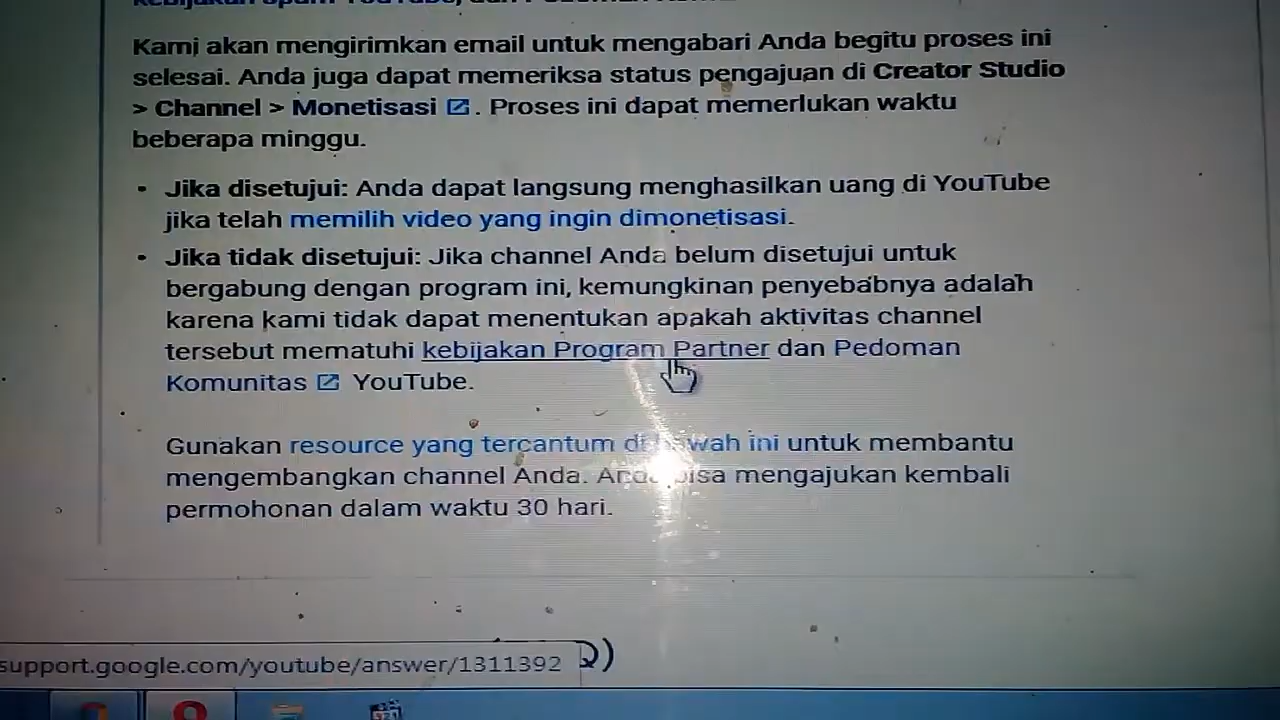 Kami akan mengirimkan email untuk mengabari Anda begitu proses ini
selesai. Anda juga dapat memeriksa status pengajuan di Creator Studio
> Channel > Monetisasi. Proses ini dapat memerlukan waktu
beberapa minggu.
• Jika disetujui: Anda dapat langsung menghasilkan uang di YouTube
jika telah memilih video yang ingin dimonetisasi.
• Jika tidak disetujui: Jika channel Anda belum disetujui untuk
bergabung dengan program ini, kemungkinan penyebabnya adalah
karena kami tidak dapat menentukan apakah aktivitas channel
tersebut mematuhi kebijakan Program Partner dan Pedoman
Komunitas YouTube.
Gunakan resource yang tercantum di bawah ini untuk membantu
mengembangkan channel Anda. Anda bisa mengajukan kembali
permohonan dalam waktu 30 hari.
support.google.com/youtube/answer/1311392